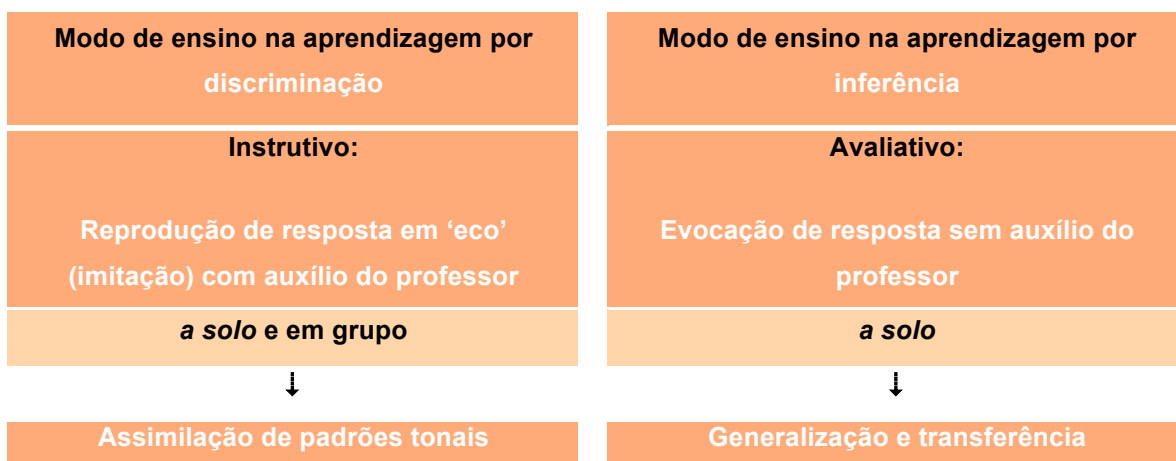 Modo de ensino na aprendizagem por
discriminação
Instrutivo:
Reprodução de resposta em ‘eco’
(imitação) com auxílio do professor
a solo e em grupo
Assimilação de padrões tonais
Modo de ensino na aprendizagem por
inferência
Avaliativo:
Evocação de resposta sem auxílio do
professor
a solo
Generalização e transferência